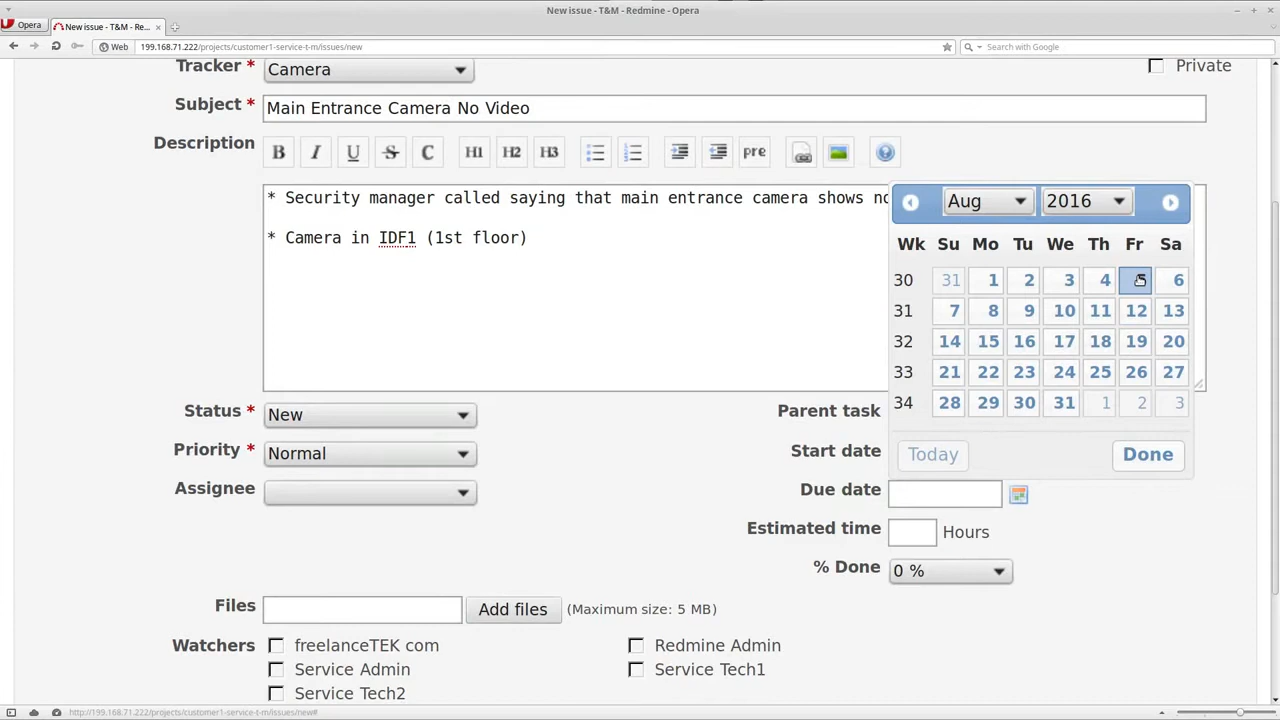 New issue - T&M - Redmine - Opera
Opera
New issue - T&M - Re...
Web
199.168.71.222/projects/customer1-service-t-m/issues/new
Search with Google
Tracker *
Camera
Private
Subject *
Main Entrance Camera No Video
Description
B I U S C H1 H2 H3 pre
* Security manager called saying that main entrance camera shows no
* Camera in IDF1 (1st floor)
Aug 2016
Wk Su Mo Tu We Th Fr Sa
30 31 1 2 3 4 5 6
31 7 8 9 10 11 12 13
32 14 15 16 17 18 19 20
33 21 22 23 24 25 26 27
34 28 29 30 31 1 2 3
Today Done
Status *
New
Parent task
Priority *
Normal
Start date
Assignee
Due date
Estimated time
Hours
% Done
0 %
Files
Add files
(Maximum size: 5 MB)
Watchers
freelanceTEK com
Redmine Admin
Service Admin
Service Tech1
Service Tech2
http://199.168.71.222/projects/customer1-service-t-m/issues/new#